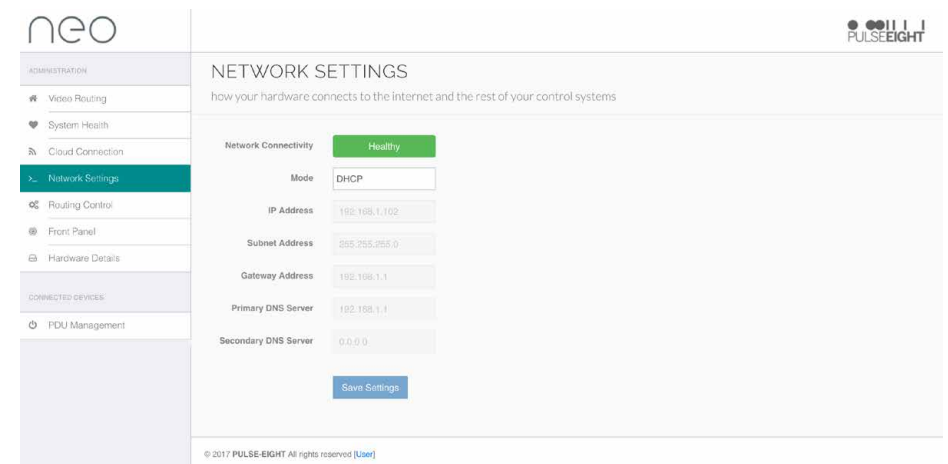 neo
PULSEEIGHT
ADMINISTRATION
Video Routing
System Health
Cloud Connection
Network Settings
Routing Control
Front Panel
Hardware Details
CONNECTED DEVICES
PDU Management
NETWORK SETTINGS
how your hardware connects to the internet and the rest of your control systems
Network Connectivity Healthy
Mode DHCP
IP Address 192.168.1.102
Subnet Address 255.255.255.0
Gateway Address 192.168.1.1
Primary DNS Server 192.168.1.1
Secondary DNS Server 0.0.0.0
Save Settings
© 2017 PULSE-EIGHT All rights reserved [User]